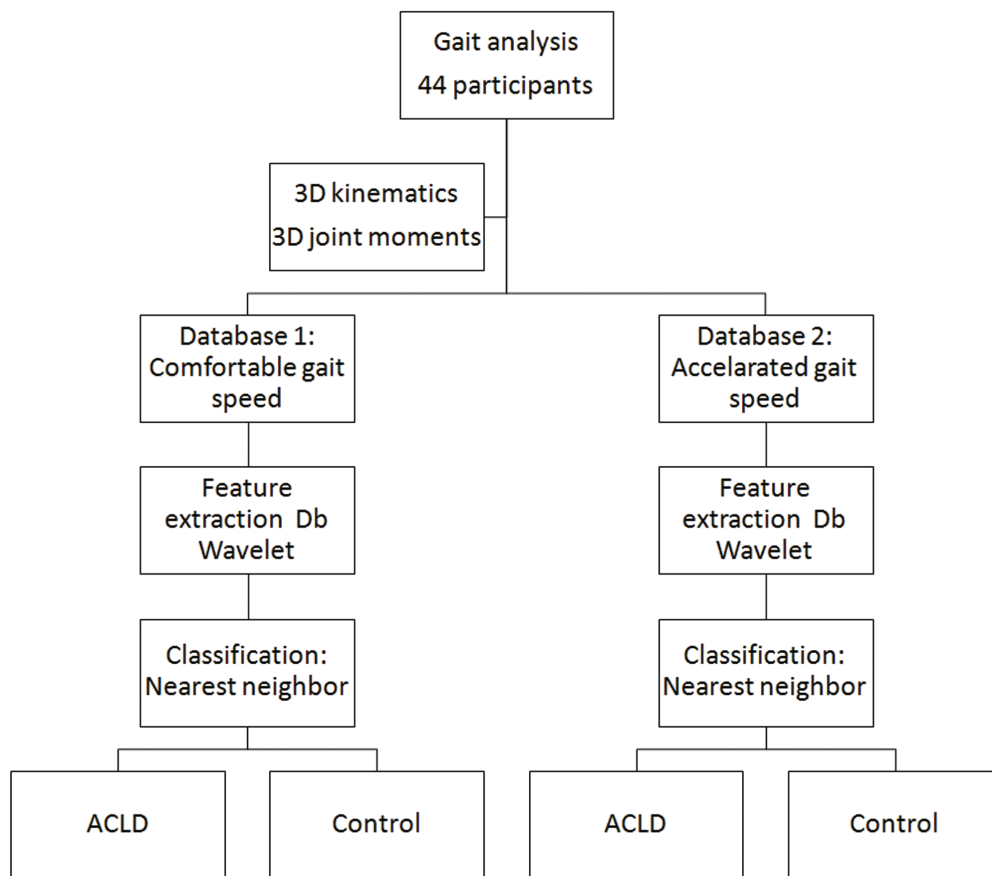 Gait analysis
44 participants
3D kinematics
3D joint moments
Database 1:
Comfortable gait
speed
Database 2:
Accelarated gait
speed
Feature
extraction Db
Wavelet
Feature
extraction Db
Wavelet
Classification:
Nearest neighbor
Classification:
Nearest neighbor
ACLD
Control
ACLD
Control